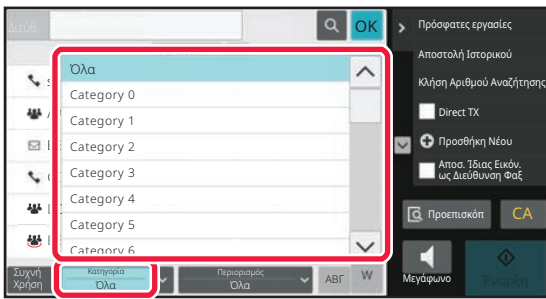 Διεύθ.
OK
Όλα
Category 0
Category 1
Category 2
Category 3
Category 4
Category 5
Category 6
Συχνή
Χρήση
Κατηγορία
Όλα
Περιορισμός
Όλα
ΑΒΓ
W
Πρόσφατες εργασίες
Αποστολή Ιστορικού
Κλήση Αριθμού Αναζήτησης
Direct TX
Προσθήκη Νέου
Αποσ. Ίδιας Εικόν.
ως Διεύθυνση Φαξ
Προεπισκόπ
CA
Μεγάφωνο
Έναρξη